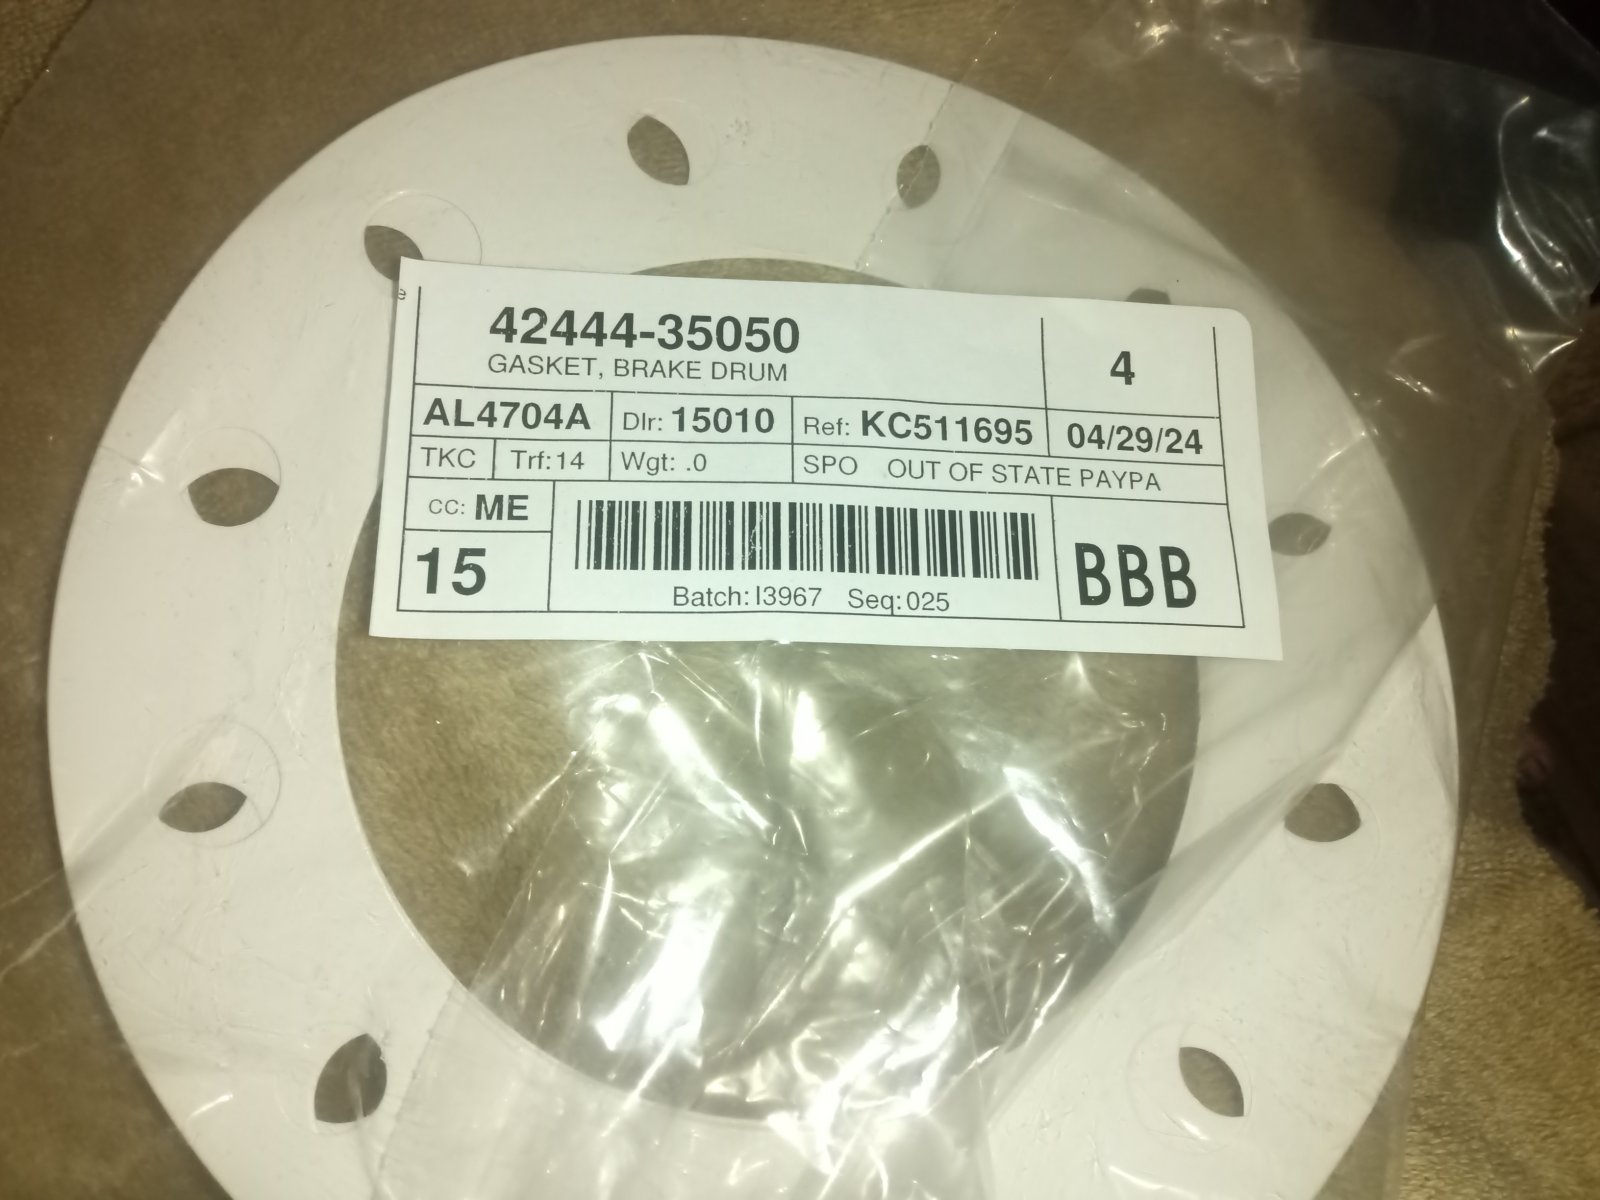 e
42444-35050
GASKET, BRAKE DRUM
4
AL4704A
Dlr: 15010
Ref: KC511695
04/29/24
TKC
Trf: 14
Wgt: .0
SPO OUT OF STATE PAYPA
CC: ME
15
Batch: I3967 Seq: 025
BBB